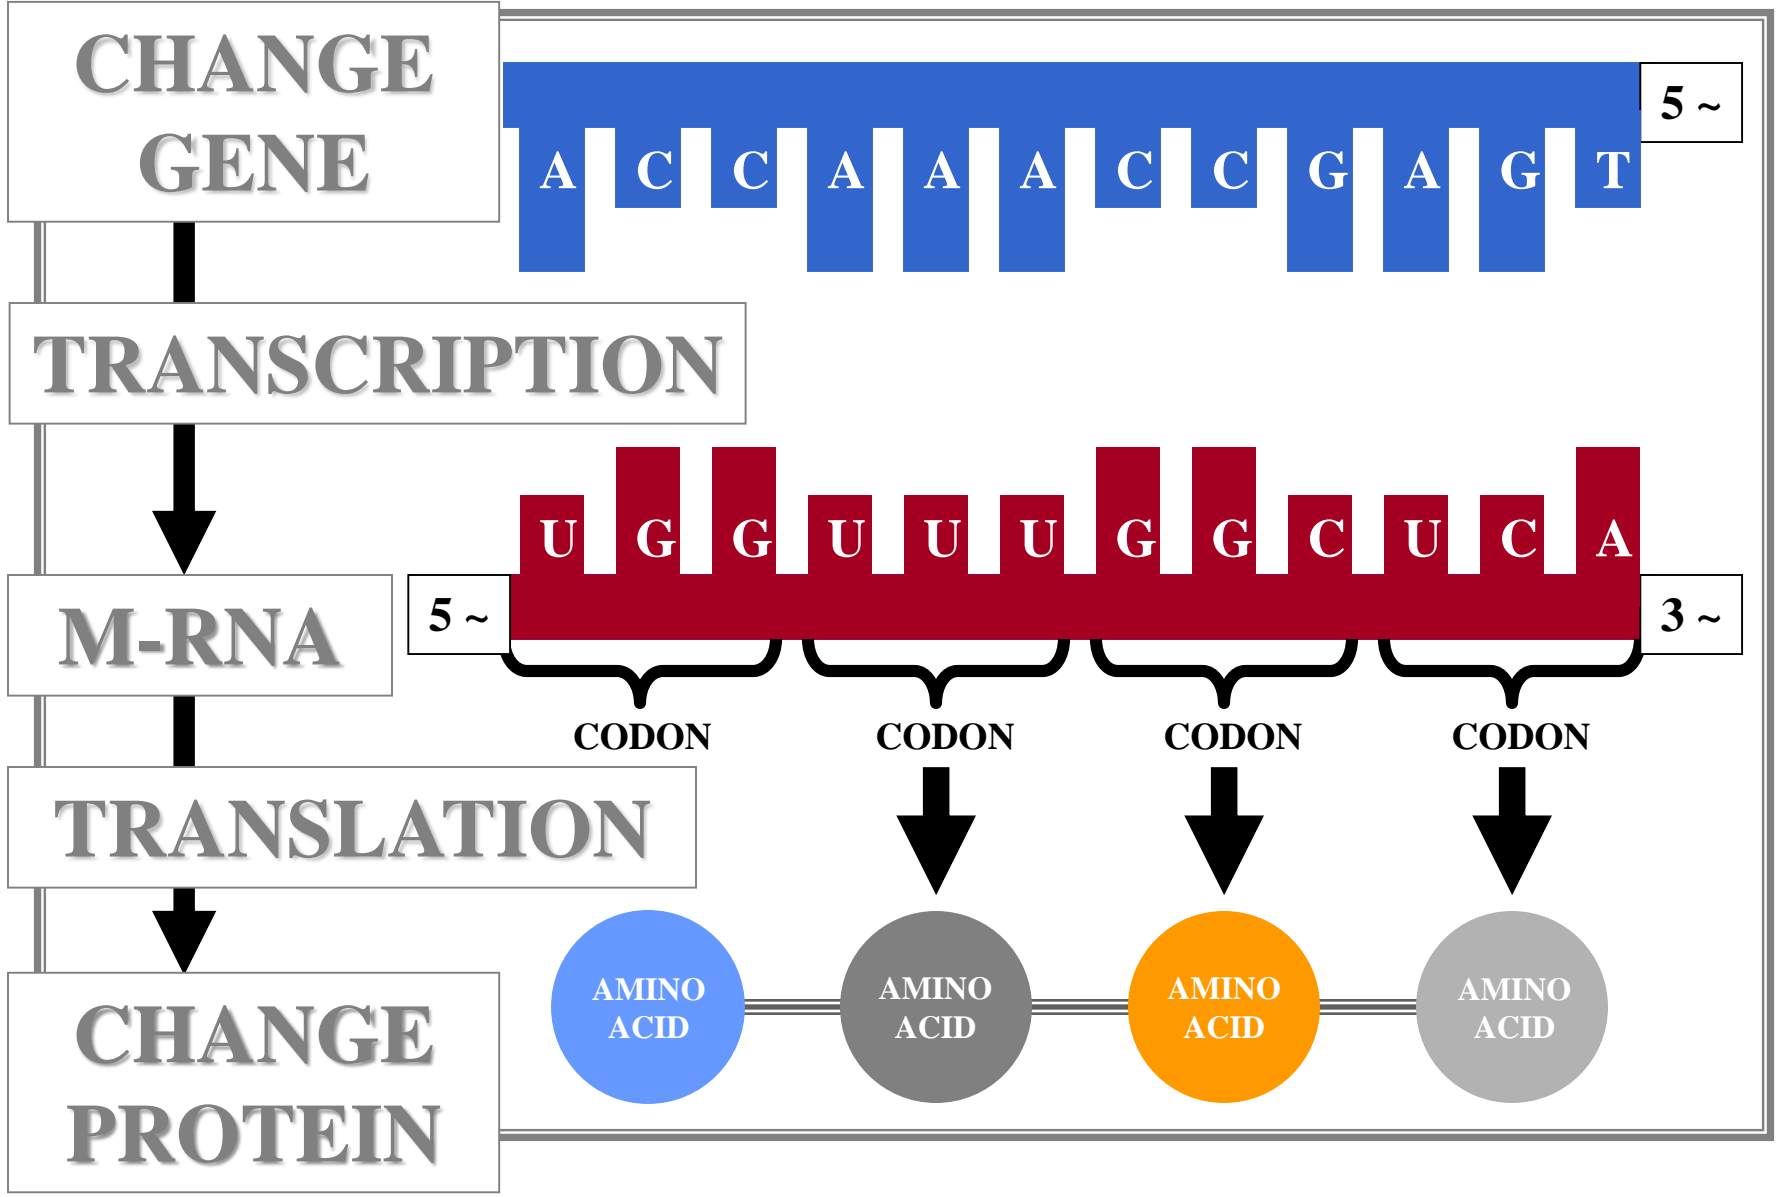 CHANGE
GENE
5 ~
A C C A A A C C G A G T
TRANSCRIPTION
U G G U U U G G C U C A
M-RNA
5 ~
3 ~
CODON CODON CODON CODON
TRANSLATION
AMINO
ACID
AMINO
ACID
AMINO
ACID
AMINO
ACID
CHANGE
PROTEIN